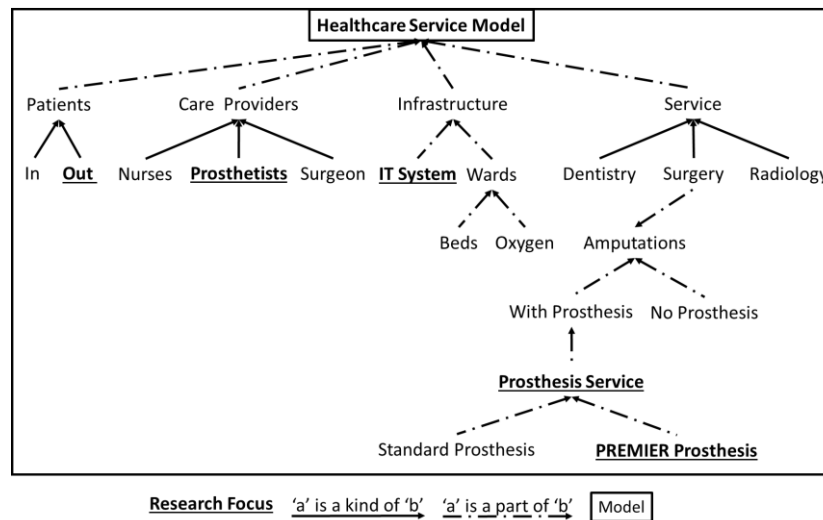 Healthcare Service Model
Patients Care Providers Infrastructure Service
In Out Nurses Prosthetists Surgeon IT System Wards Dentistry Surgery Radiology
Beds Oxygen Amputations
With Prosthesis No Prosthesis
Prosthesis Service
Standard Prosthesis PREMIER Prosthesis
Research Focus 'a' is a kind of 'b' 'a' is a part of 'b' Model